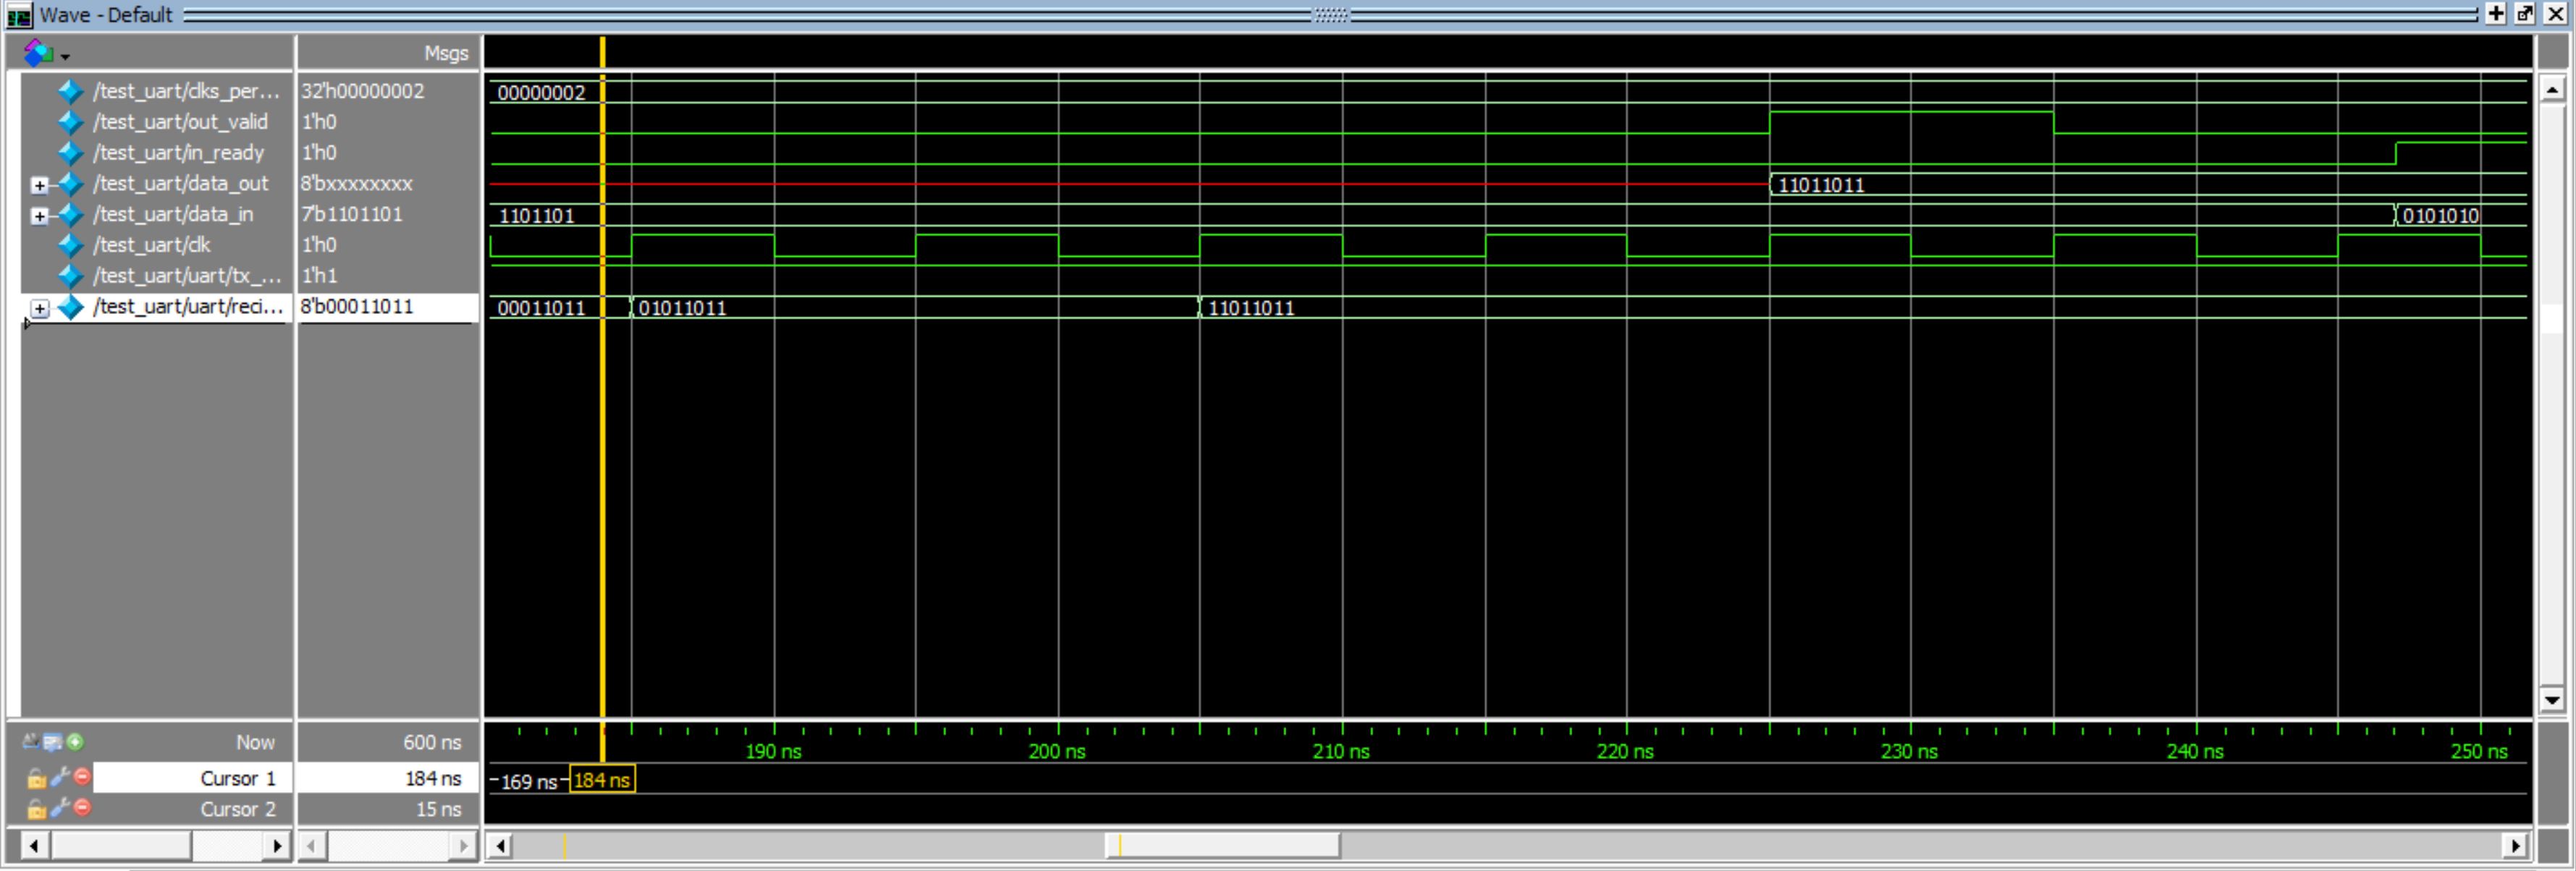 Wave - Default
Msgs
/test_uart/clks_per... 32'h00000002 00000002
/test_uart/out_valid 1'h0
/test_uart/in_ready 1'h0
/test_uart/data_out 8'bxxxxxxxx 11011011
/test_uart/data_in 7'b1101101 1101101 0101010
/test_uart/clk 1'h0
/test_uart/uart/tx_... 1'h1
/test_uart/uart/reci... 8'b00011011 00011011 01011011 11011011
Now 600 ns 190 ns 200 ns 210 ns 220 ns 230 ns 240 ns 250 ns
Cursor 1 184 ns 169 ns 184 ns
Cursor 2 15 ns